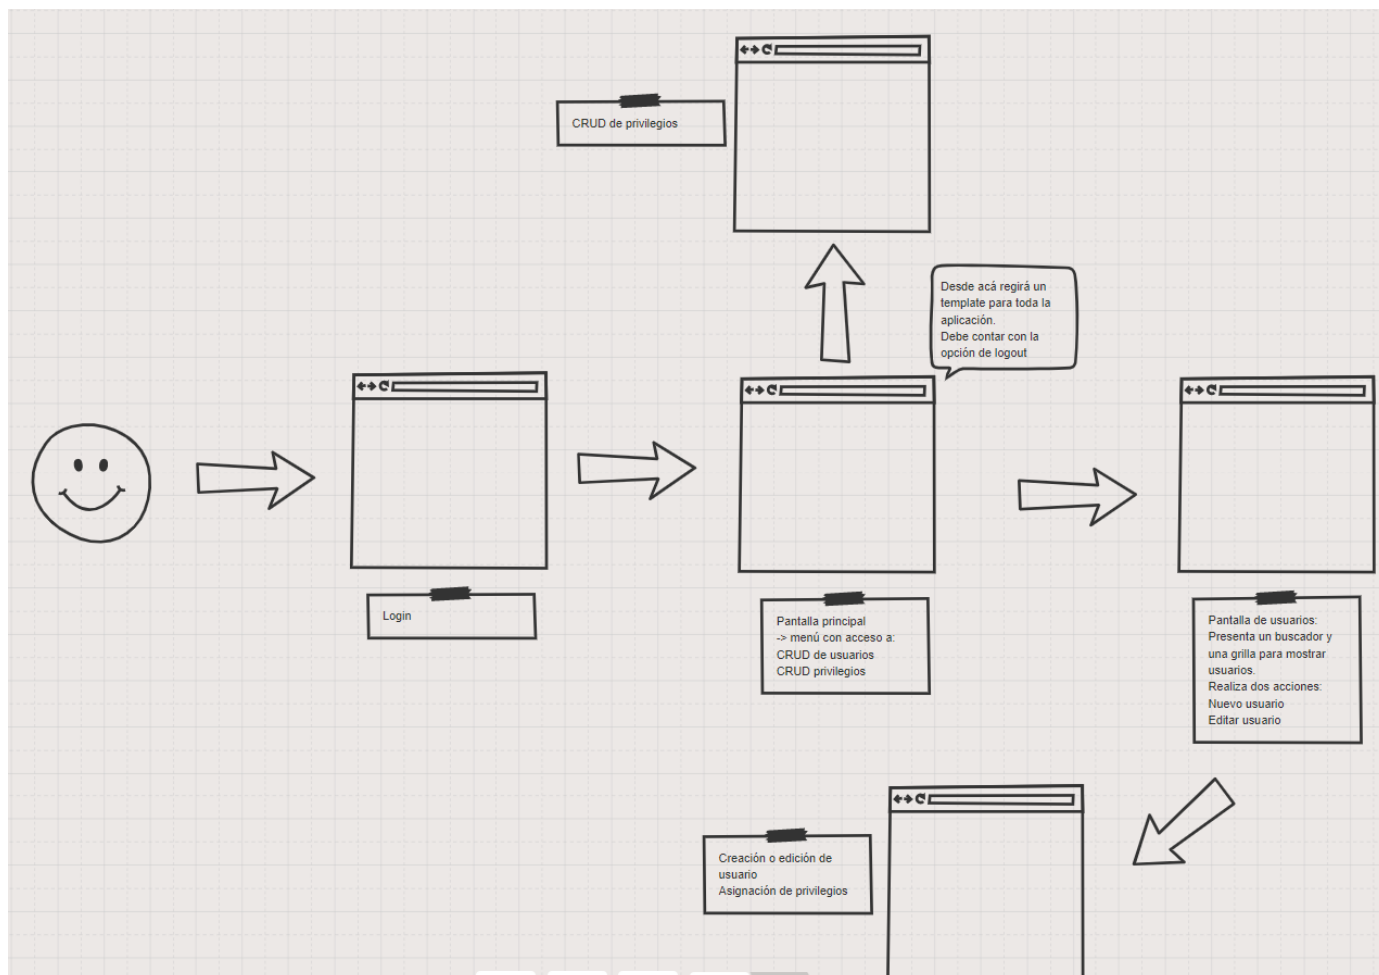 CRUD de privilegios
Desde acá regirá un
template para toda la
aplicación.
Debe contar con la
opción de logout
Login
Pantalla principal
-> menú con acceso a:
CRUD de usuarios
CRUD privilegios
Pantalla de usuarios:
Presenta un buscador y
una grilla para mostrar
usuarios.
Realiza dos acciones:
Nuevo usuario
Editar usuario
Creación o edición de
usuario
Asignación de privilegios